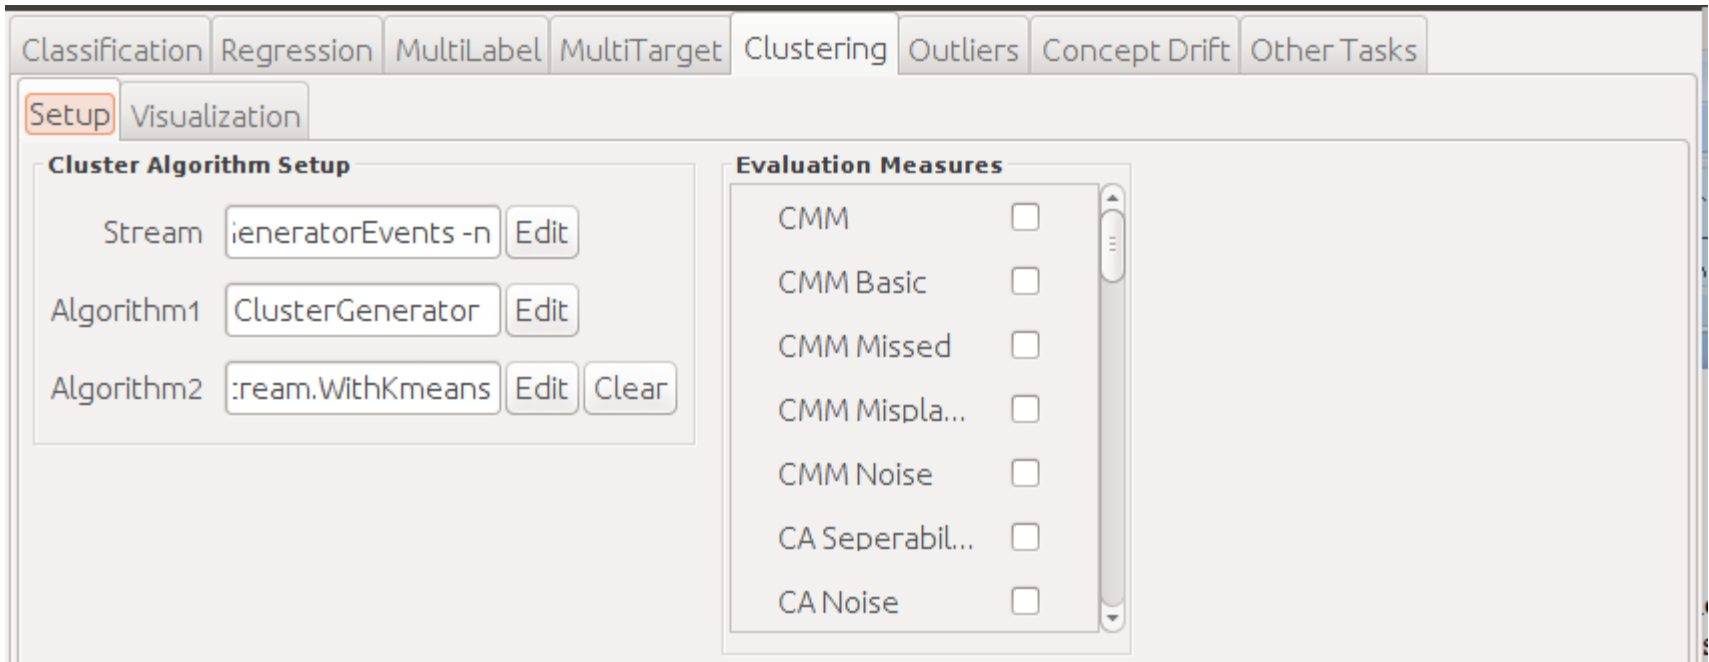 Classification Regression MultiLabel MultiTarget Clustering Outliers Concept Drift Other Tasks
Setup Visualization
Cluster Algorithm Setup
Stream ieneratorEvents -n Edit
Algorithm1 ClusterGenerator Edit
Algorithm2 :ream.WithKmeans Edit Clear
Evaluation Measures
CMM
CMM Basic
CMM Missed
CMM Mispla...
CMM Noise
CA Seperabil...
CA Noise